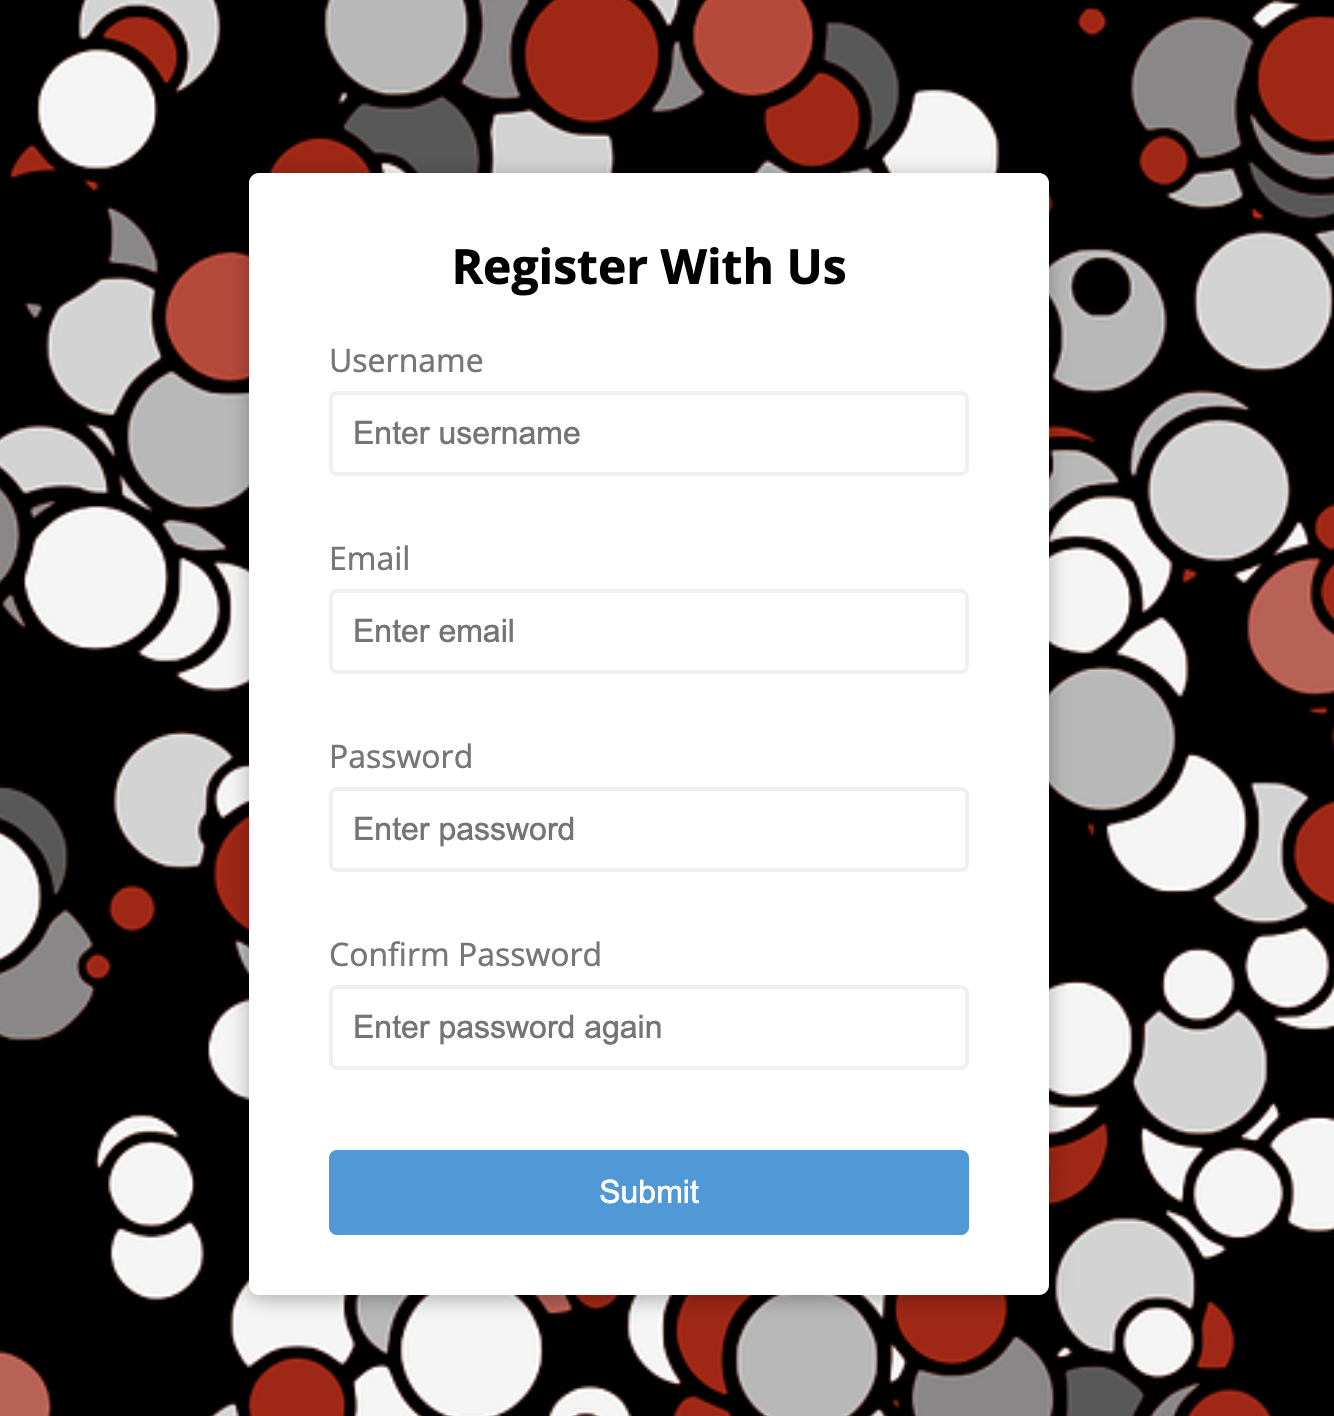 Register With Us
Username
Enter username
Email
Enter email
Password
Enter password
Confirm Password
Enter password again
Submit